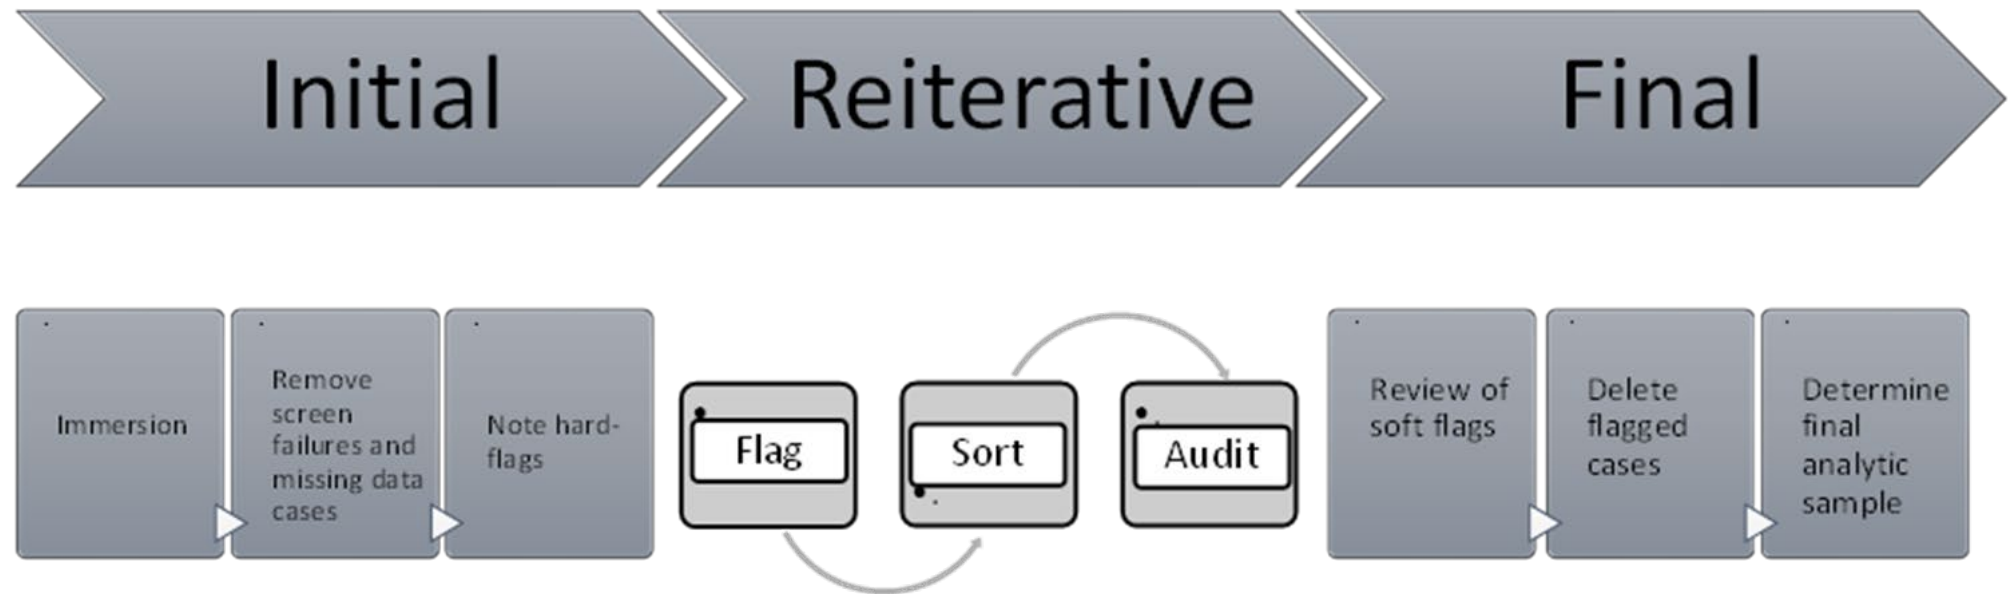 Initial
Reiterative
Final
Immersion
Remove
screen
failures and
missing data
cases
Note hard-
flags
Flag
Sort
Audit
Review of
soft flags
Delete
flagged
cases
Determine
final
analytic
sample